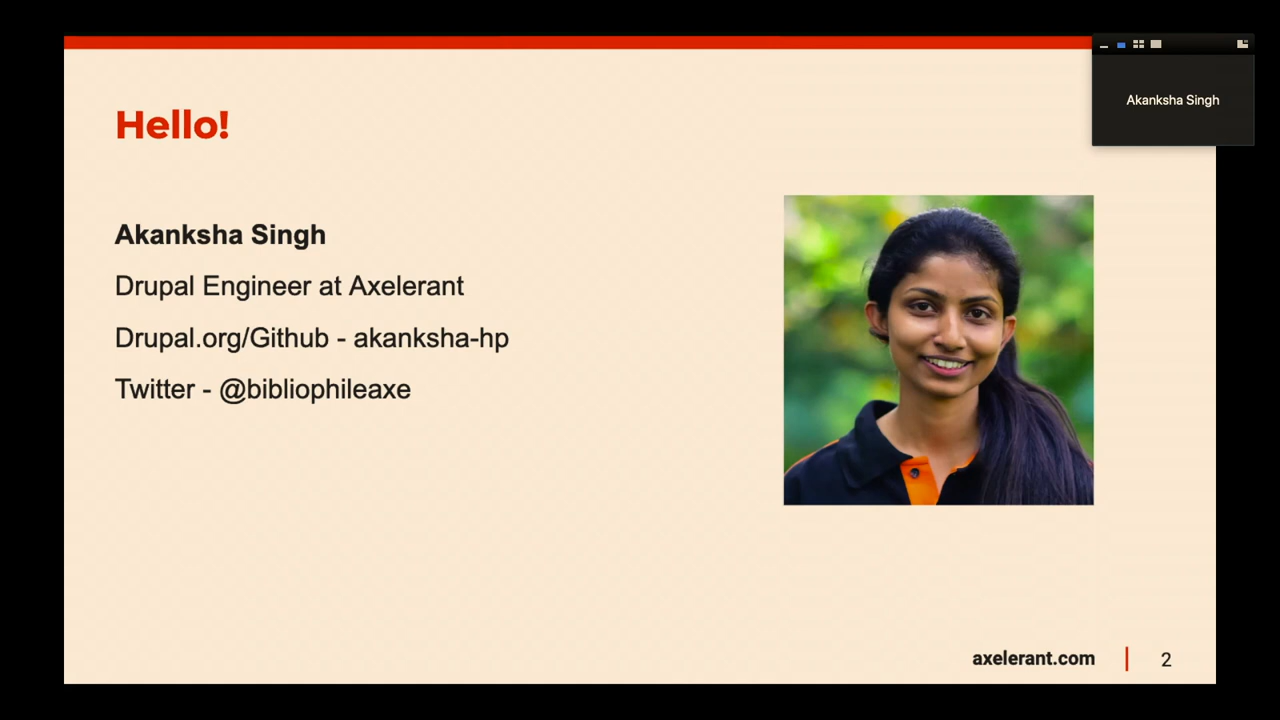 Hello!
Akanksha Singh
Akanksha Singh
Drupal Engineer at Axelerant
Drupal.org/Github - akanksha-hp
Twitter - @bibliophileaxe
axelerant.com
2